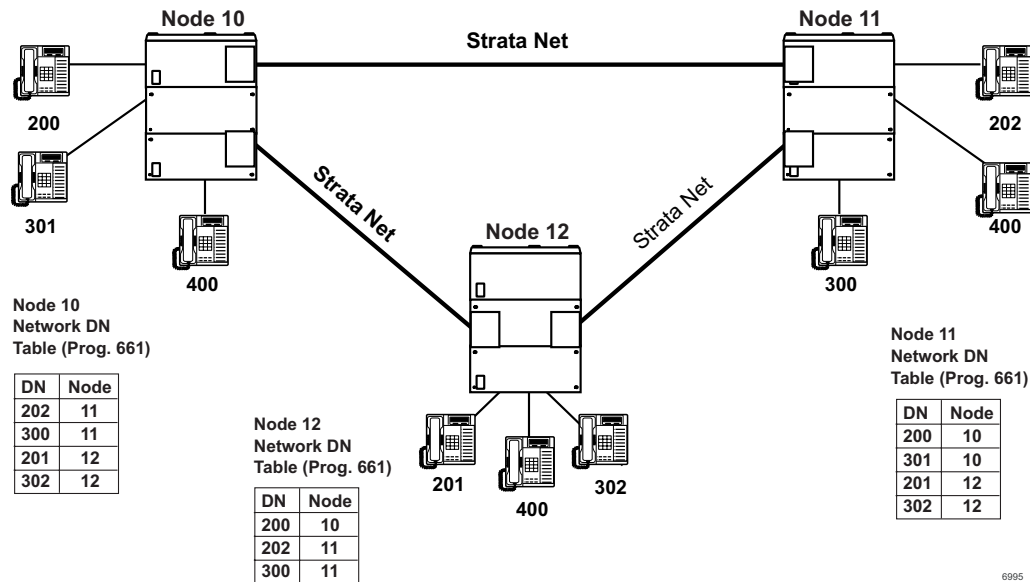 Node 10
Node 11
Strata Net
200
202
301
Strata Net
Strata Net
400
Node 12
400
300
Node 10
Network DN
Table (Prog. 661)
DN Node
202 11
300 11
201 12
302 12
Node 12
Network DN
Table (Prog. 661)
DN Node
200 10
202 11
300 11
201
400
302
Node 11
Network DN
Table (Prog. 661)
DN Node
200 10
301 10
201 12
302 12
6995